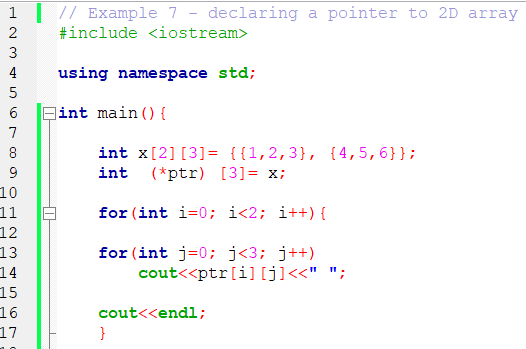 1 // Example 7 - declaring a pointer to 2D array
2 #include <iostream>
3
4 using namespace std;
5
6 int main(){
7
8 int x[2][3]= {{1,2,3}, {4,5,6}};
9 int  (*ptr) [3]= x;
10
11 for(int i=0; i<2; i++){
12
13 for(int j=0; j<3; j++)
14 cout<<ptr[i][j]<<" ";
15
16 cout<<endl;
17 }